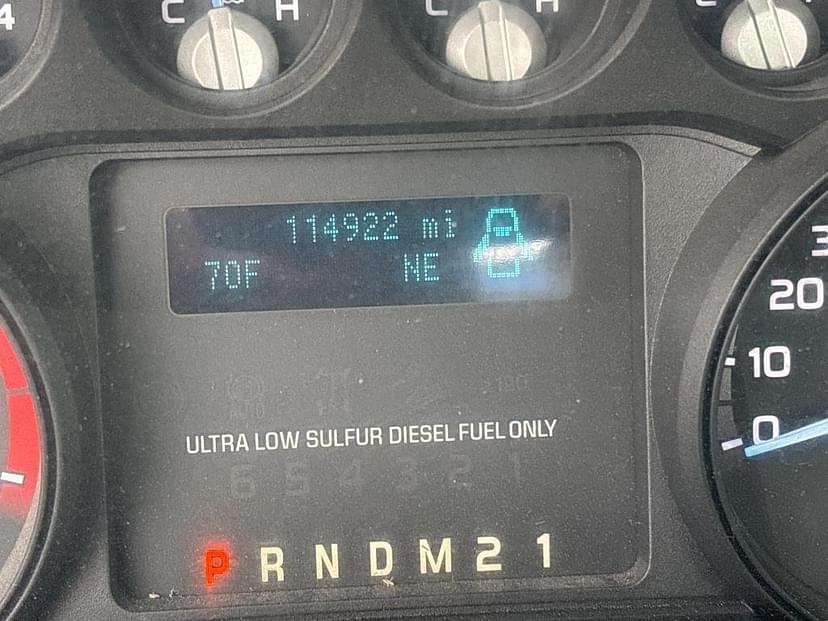 4 C H C H
114922 mi
70F NE
20
10
0
ULTRA LOW SULFUR DIESEL FUEL ONLY
6 5 4 3 2 1
P R N D M 2 1